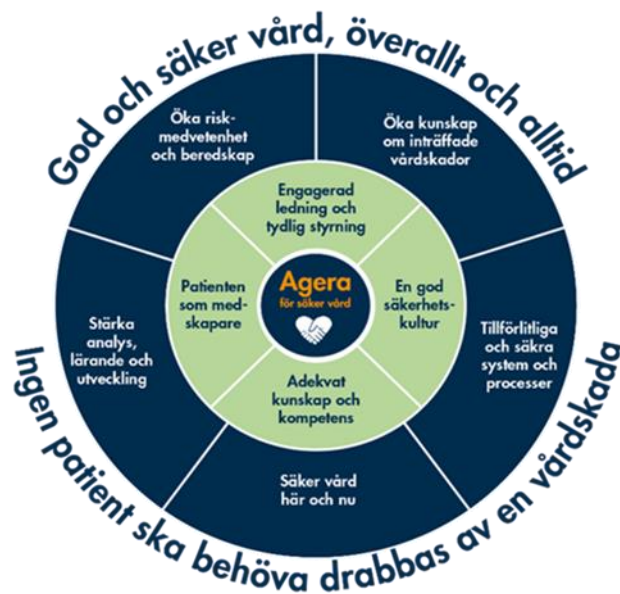 God och säker vård, överallt och alltid
Öka risk-
medvetenhet
och beredskap
Öka kunskap
om inträffade
vårdskador
Engagerad
ledning och
tydlig styrning
Patienten
som med-
skapare
Agera
för säker vård
En god
säkerhets-
kultur
Stärka
analys,
lärande och
utveckling
Tillförlitliga
och säkra
system och
processer
Adekvat
kunskap och
kompetens
Säker vård
här och nu
Ingen patient ska behöva drabbas av en vårdskada